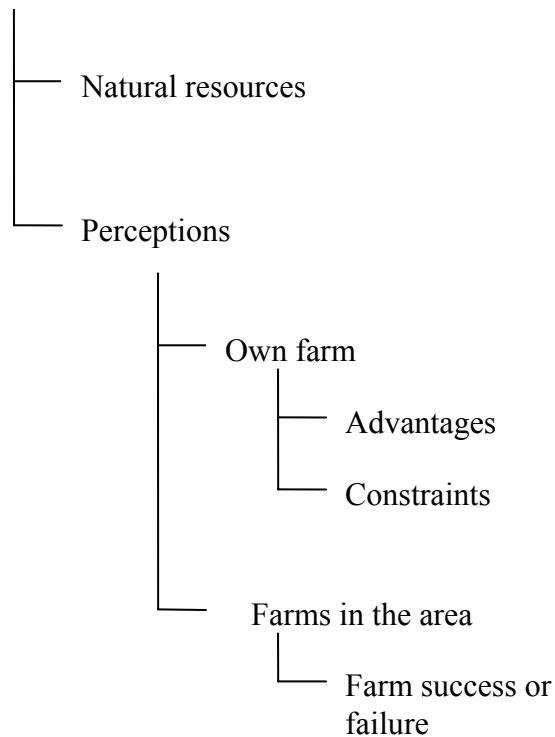 Natural resources
Perceptions
Own farm
Advantages
Constraints
Farms in the area
Farm success or
failure